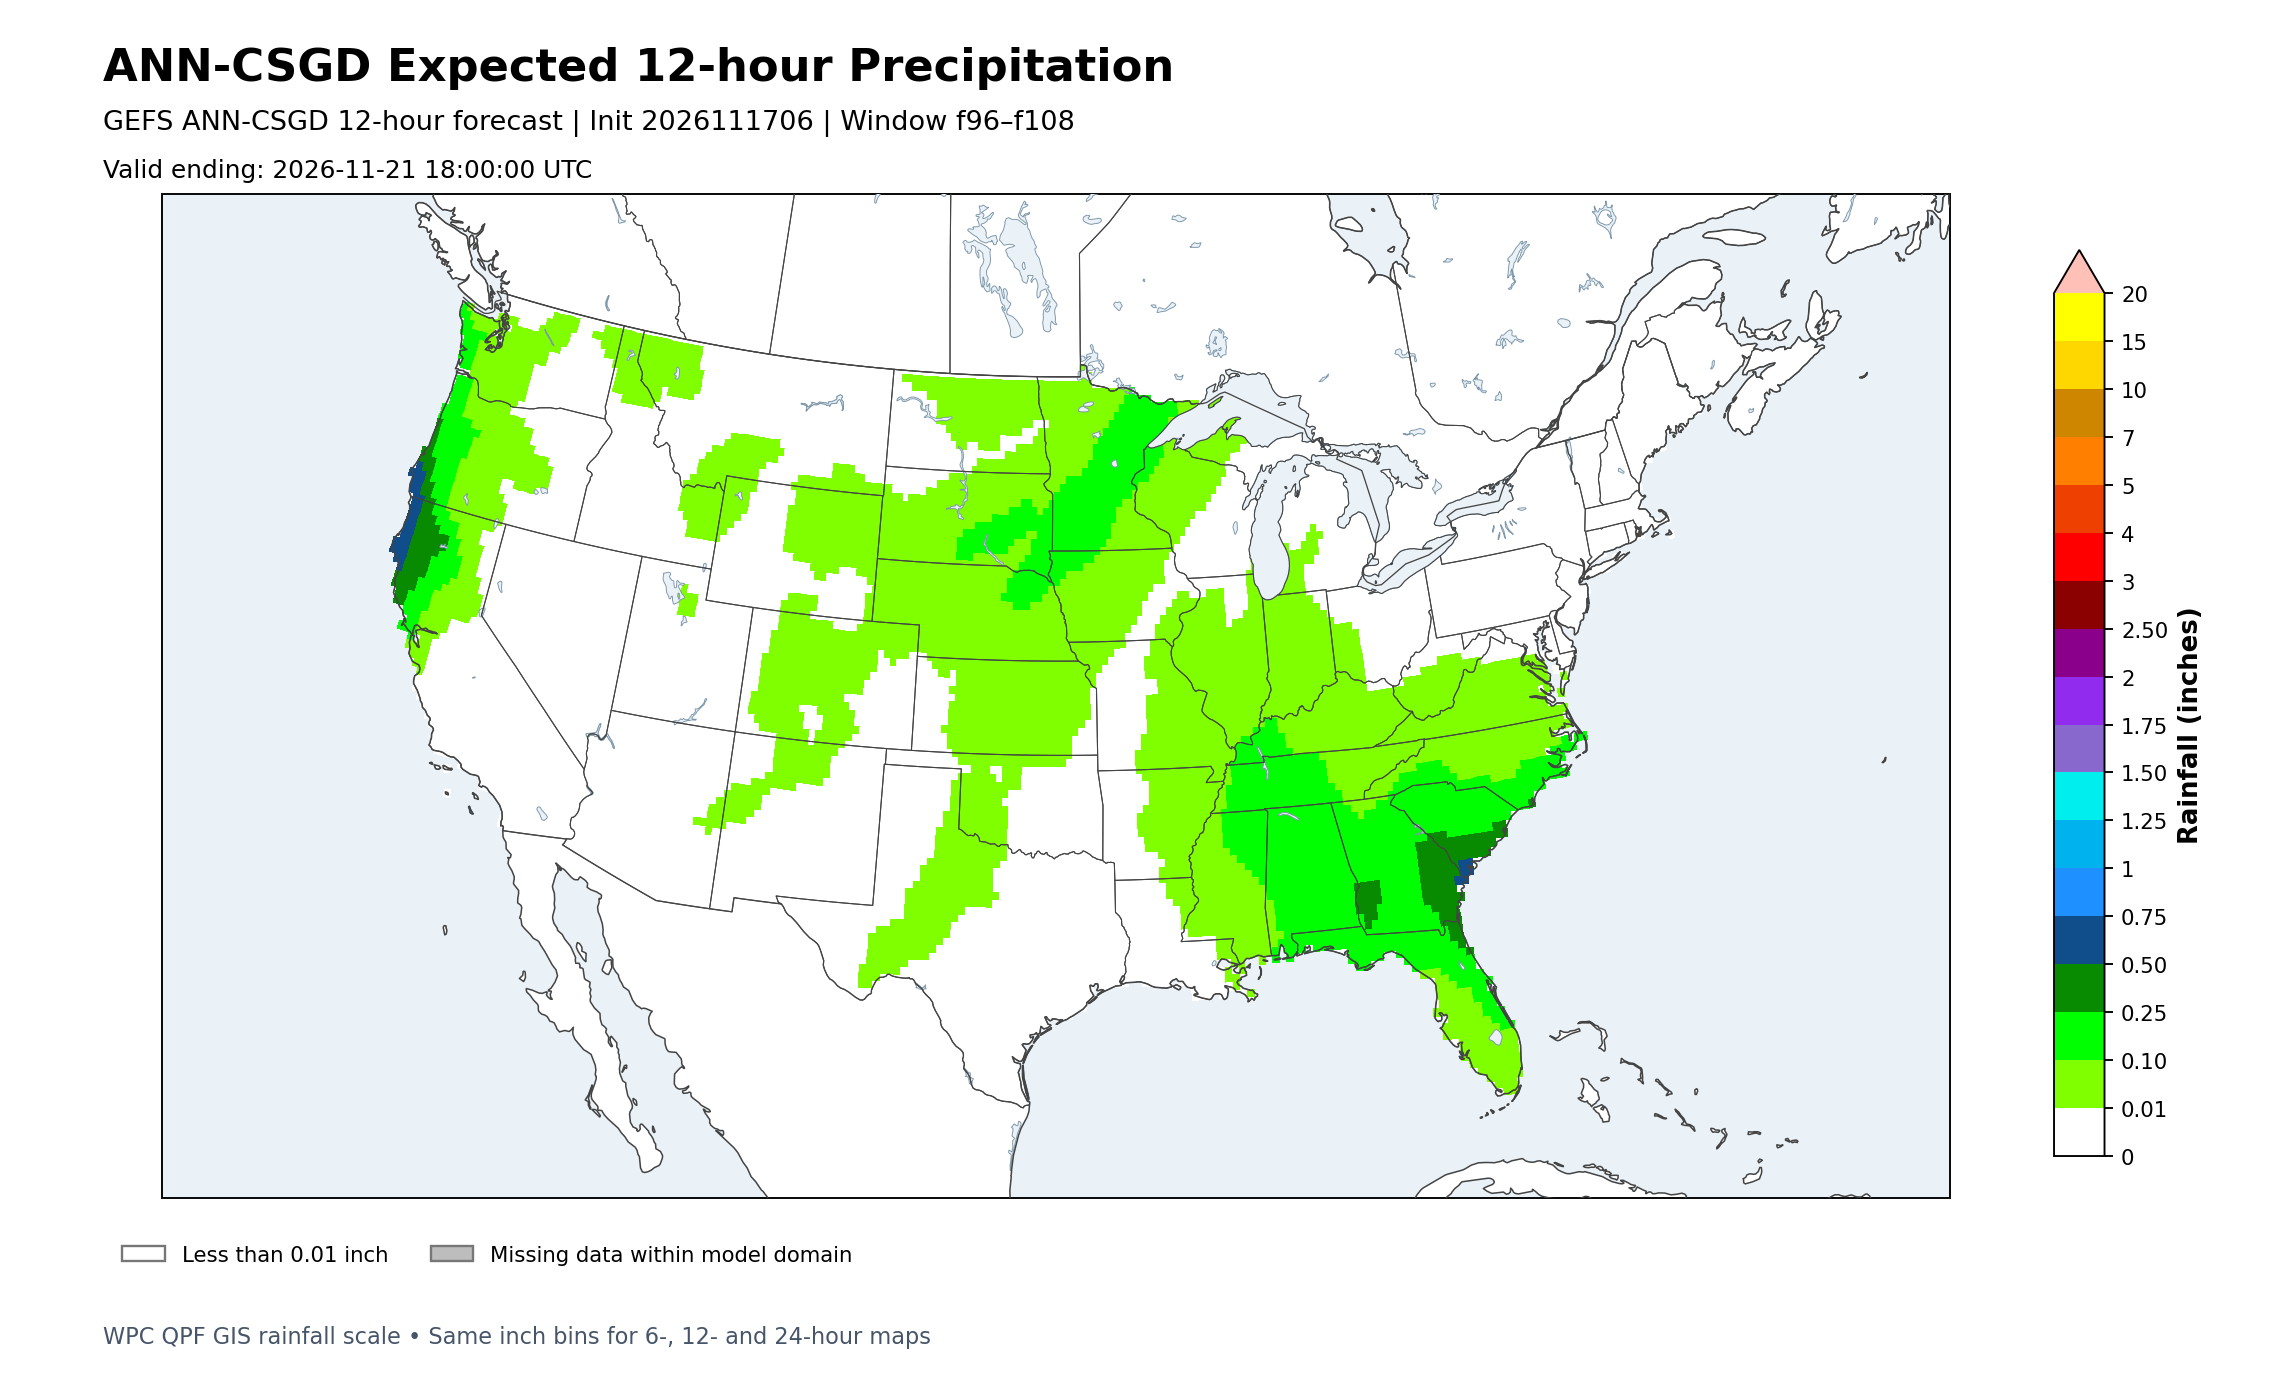 ANN-CSGD Expected 12-hour Precipitation
GEFS ANN-CSGD 12-hour forecast | Init 2026111706 | Window f96–f108
Valid ending: 2026-11-21 18:00:00 UTC
20
15
10
7
5
4
3
2.50
2
1.75
1.50
1.25
1
0.75
0.50
0.25
0.10
0.01
0
Rainfall (inches)
Less than 0.01 inch
Missing data within model domain
WPC QPF GIS rainfall scale • Same inch bins for 6-, 12- and 24-hour maps